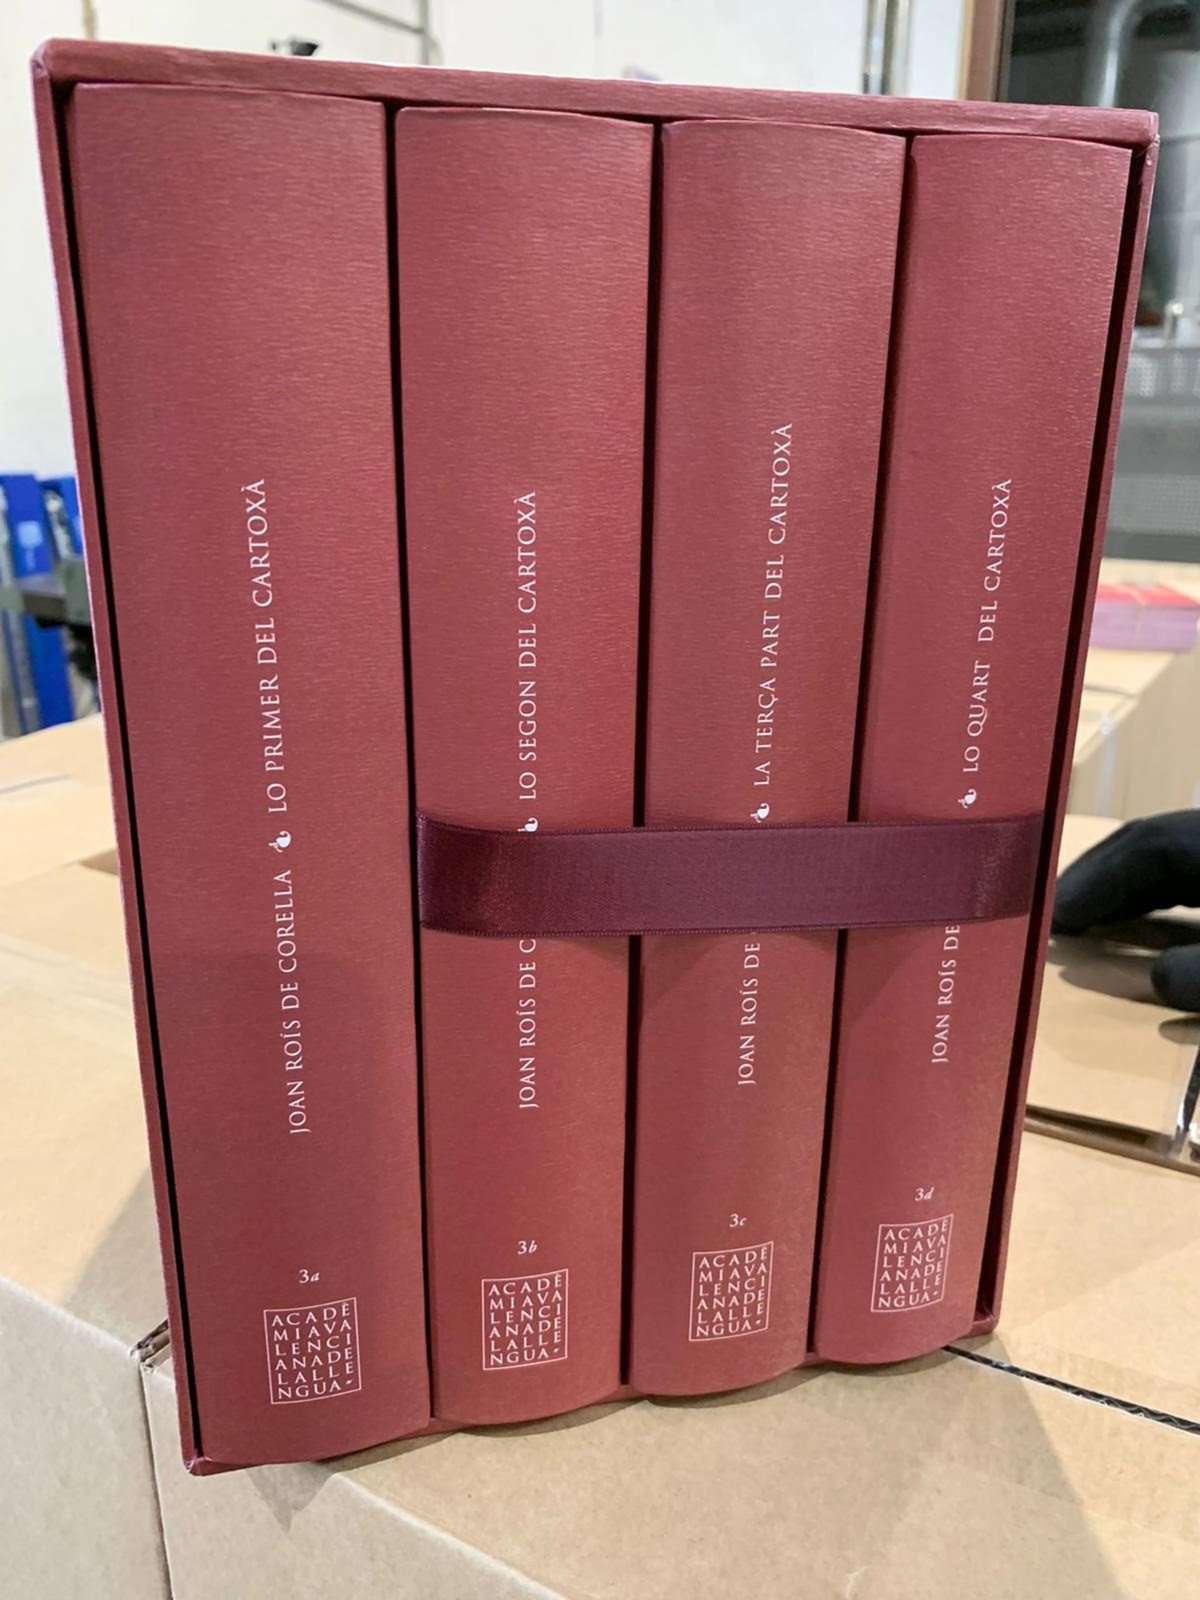 JOAN ROÍS DE CORELLA LO PRIMER DEL CARTOXÀ
3a
ACADÈ
MIAVA
LENCI
ANADE
LALLE
NGUA
JOAN ROÍS DE C LO SEGON DEL CARTOXÀ
3b
ACADÈ
MIAVA
LENCI
ANADE
LALLE
NGUA
JOAN ROÍS DE LA TERÇA PART DEL CARTOXÀ
3c
ACADÈ
MIAVA
LENCI
ANADE
LALLE
NGUA
JOAN ROÍS DE LO QUART DEL CARTOXÀ
3d
ACADÈ
MIAVA
LENCI
ANADE
LALLE
NGUA